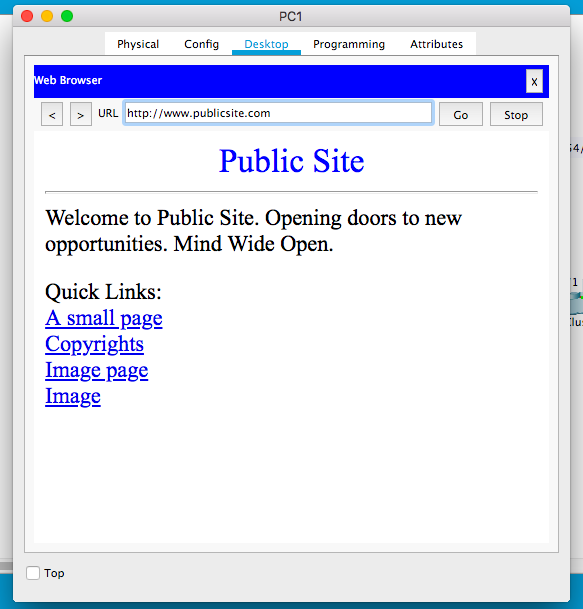 PC1
Physical Config Desktop Programming Attributes
Web Browser X
< > URL http://www.publicsite.com Go Stop
Public Site
Welcome to Public Site. Opening doors to new
opportunities. Mind Wide Open.
Quick Links:
A small page
Copyrights
Image page
Image
Top